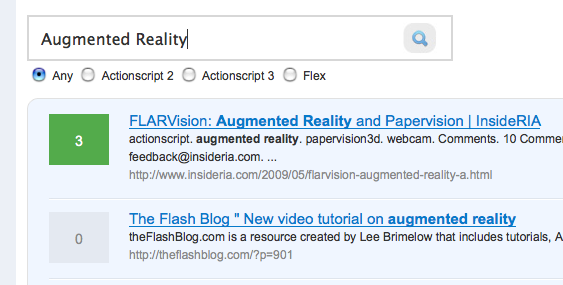 Augmented Reality
Any Actionscript 2 Actionscript 3 Flex
3
FLARVision: Augmented Reality and Papervision | InsideRIA
actionscript. augmented reality. papervision3d. webcam. Comments. 10 Comme
feedback@insideria.com. ...
http://www.insideria.com/2009/05/flarvision-augmented-reality-a.html
0
The Flash Blog " New video tutorial on augmented reality
theFlashBlog.com is a resource created by Lee Brimelow that includes tutorials, A
http://theflashblog.com/?p=901